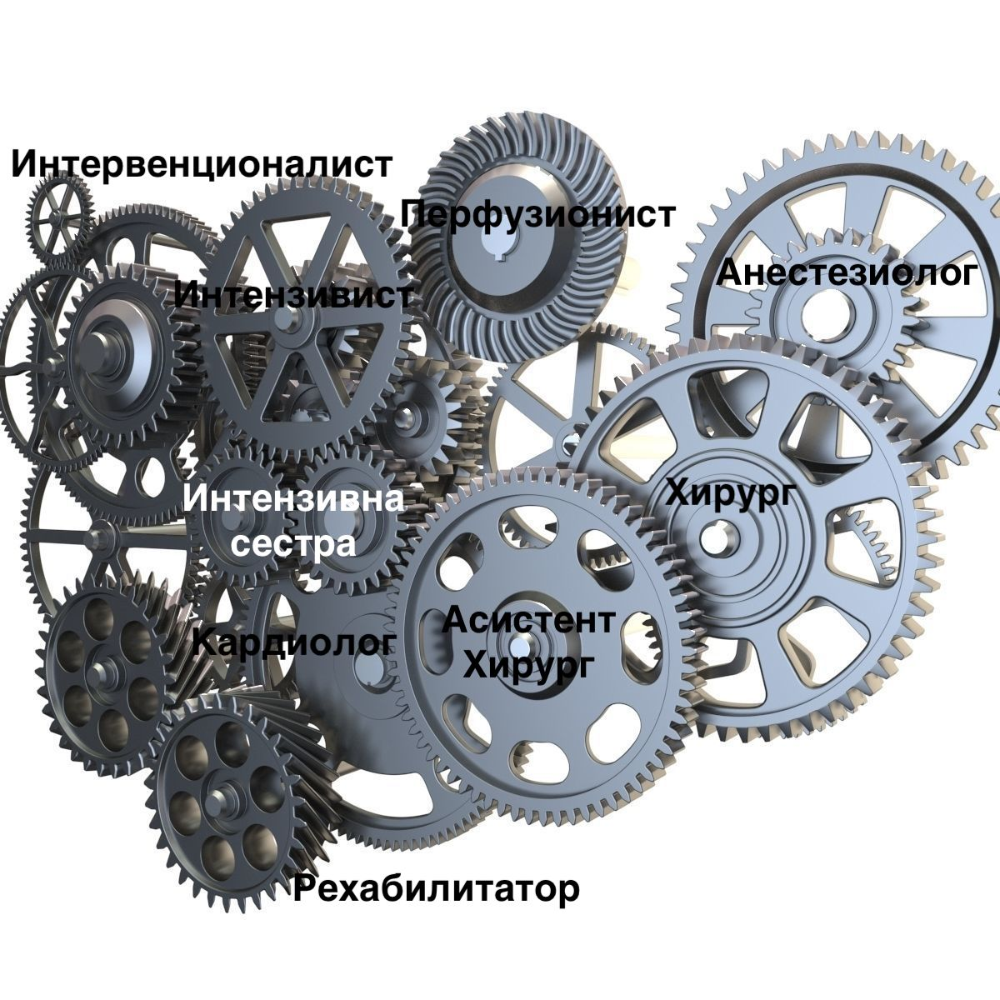 Интервенционалист
Перфузионист
Анестезиолог
Интензивист
Хирург
Интензивна
сестра
Асистент
Хирург
Кардиолог
Рехабилитатор